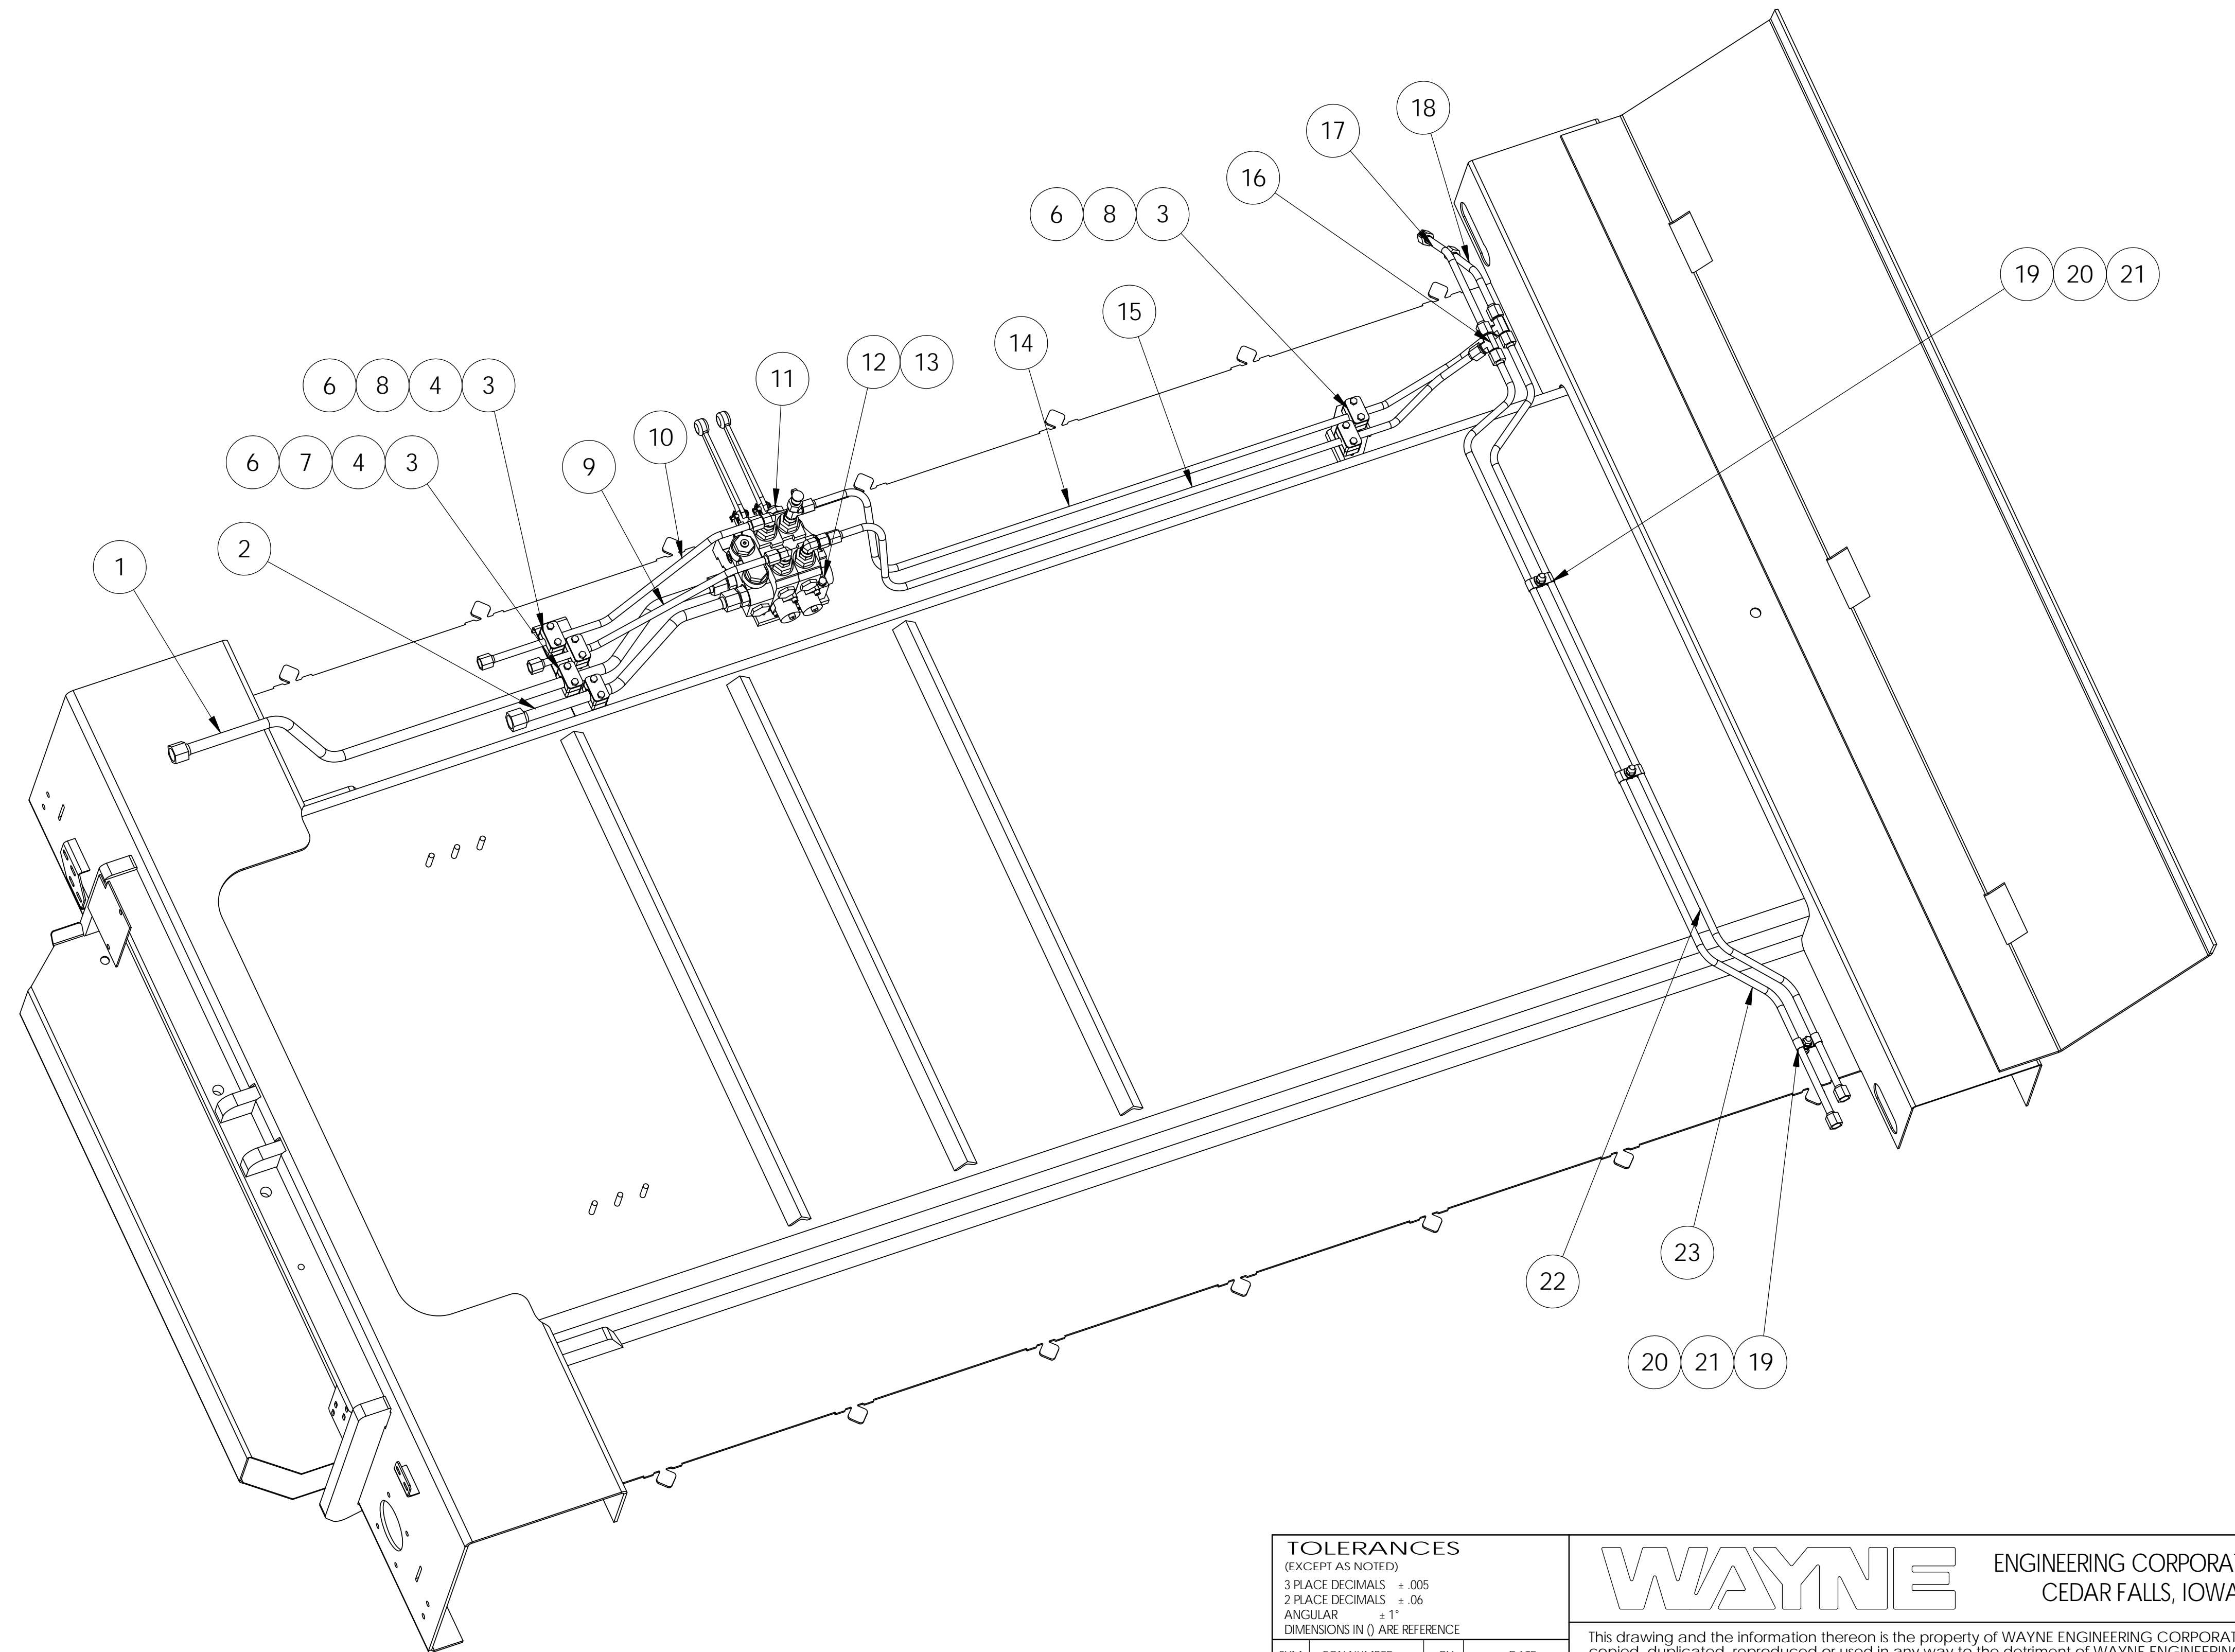 18
17
16
6 8 3
19 20 21
15
14
12 13
11
6 8 4 3
10
6 7 4 3
9
2
1
23
22
20 21 19
TOLERANCES
(EXCEPT AS NOTED)
3 PLACE DECIMALS ± .005
2 PLACE DECIMALS ± .06
ANGULAR ± 1°
DIMENSIONS IN () ARE REFERENCE
WAYNE
ENGINEERING
CEDAR FALLS,
This drawing and the information thereon is the property of WAYNE ENGINEERING